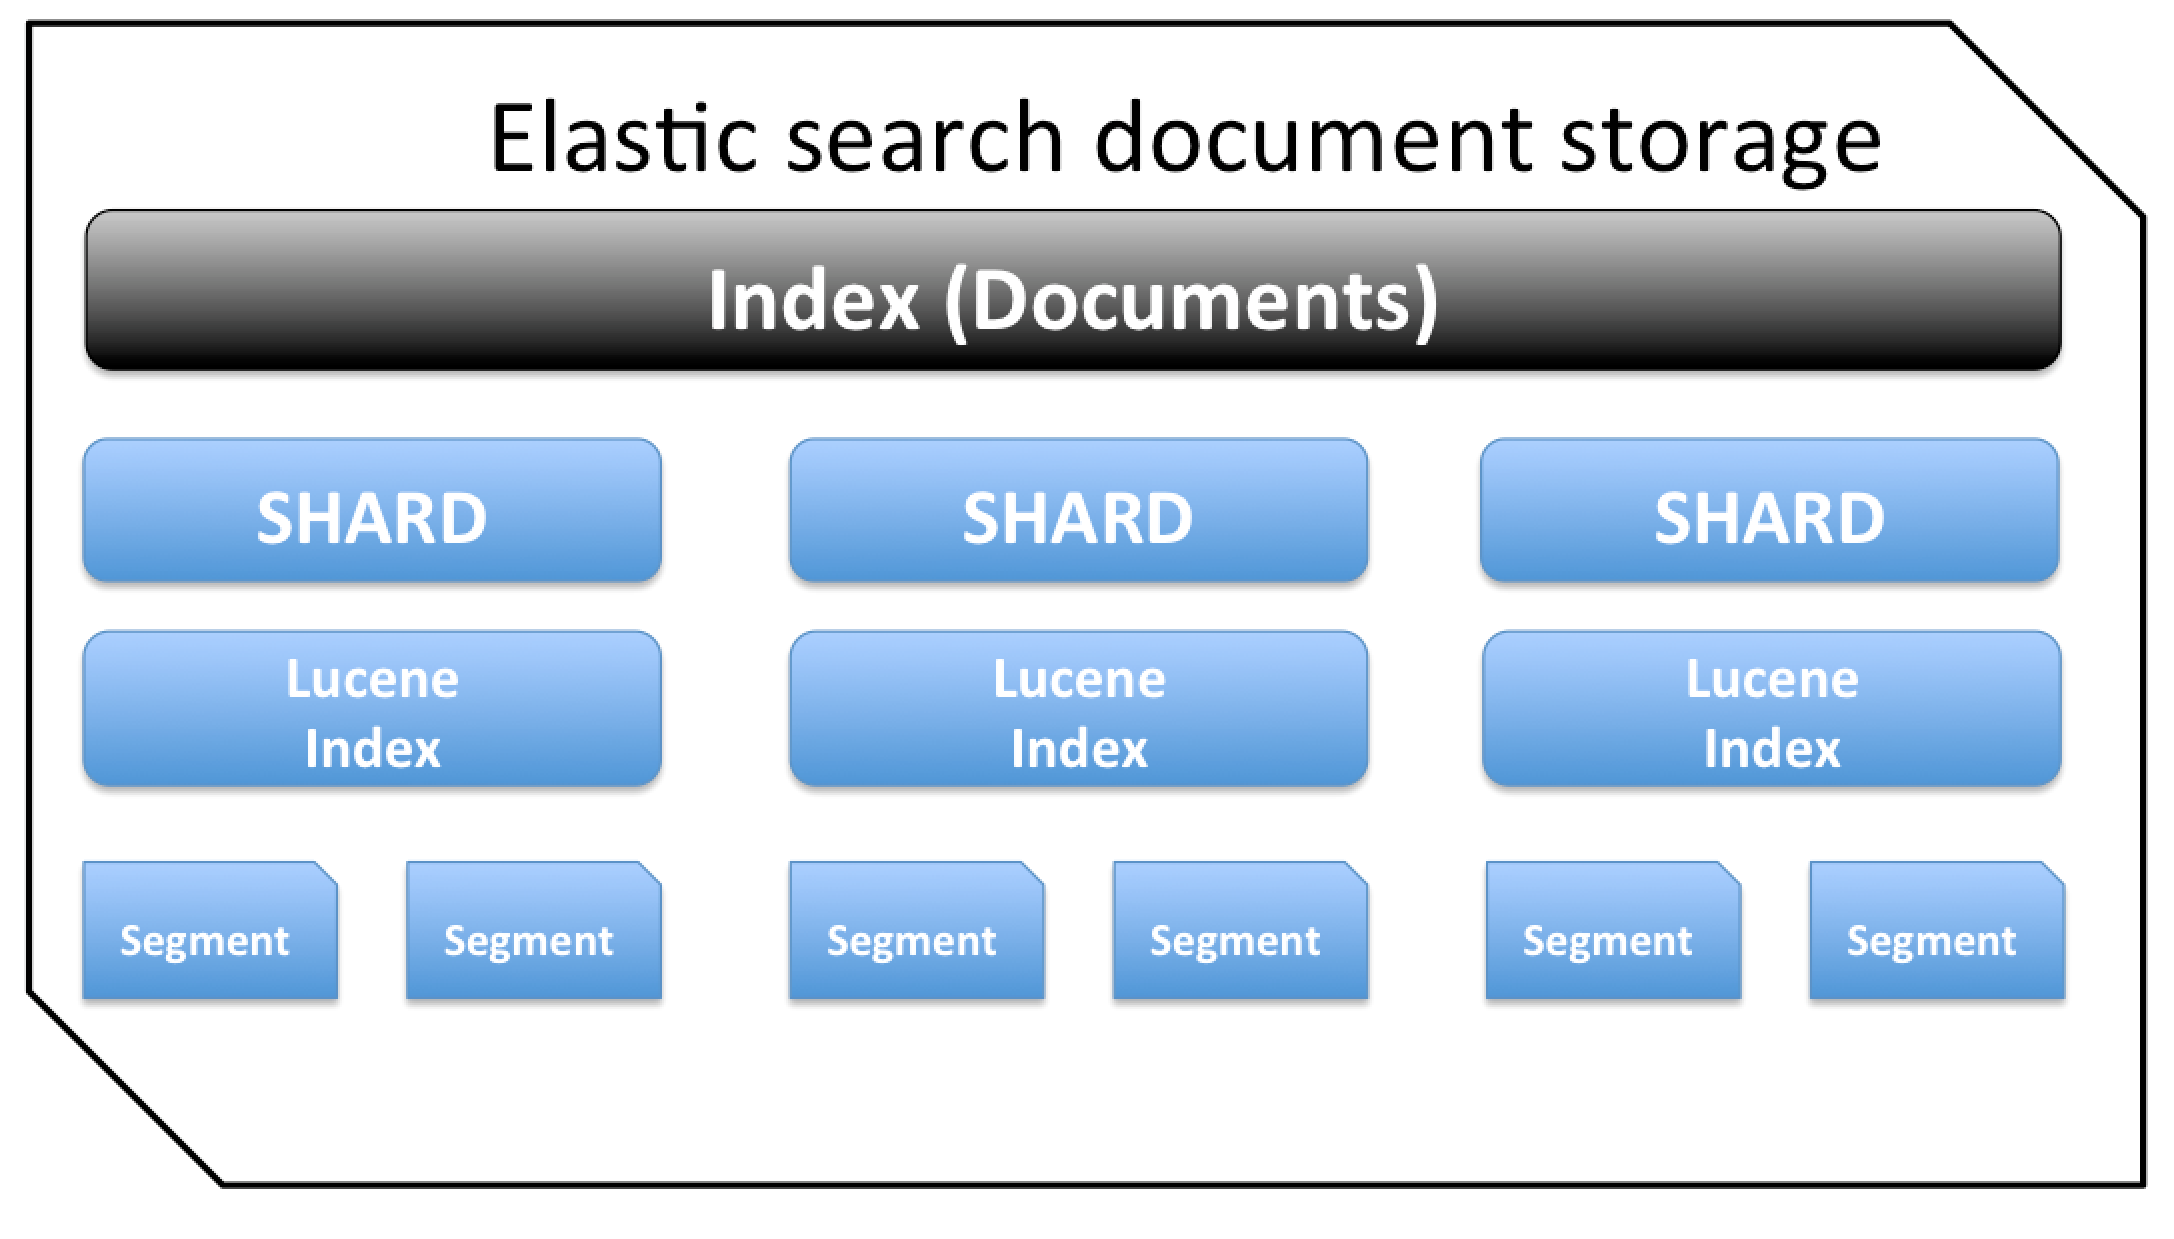 Elastic search document storage
Index (Documents)
SHARD SHARD SHARD
Lucene Lucene Lucene
Index Index Index
Segment Segment Segment Segment Segment Segment